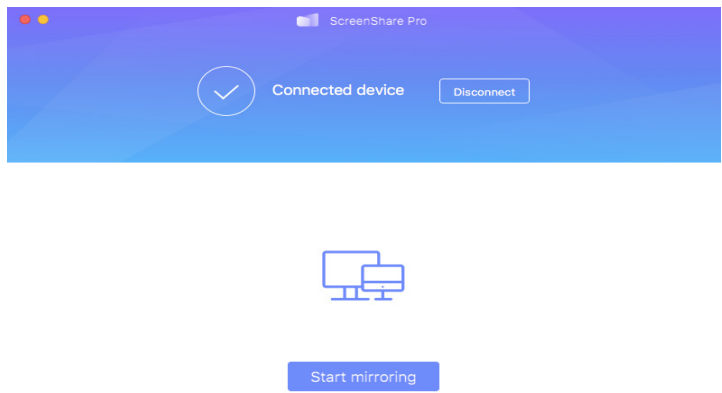 ScreenShare Pro
Connected device
Disconnect
Start mirroring